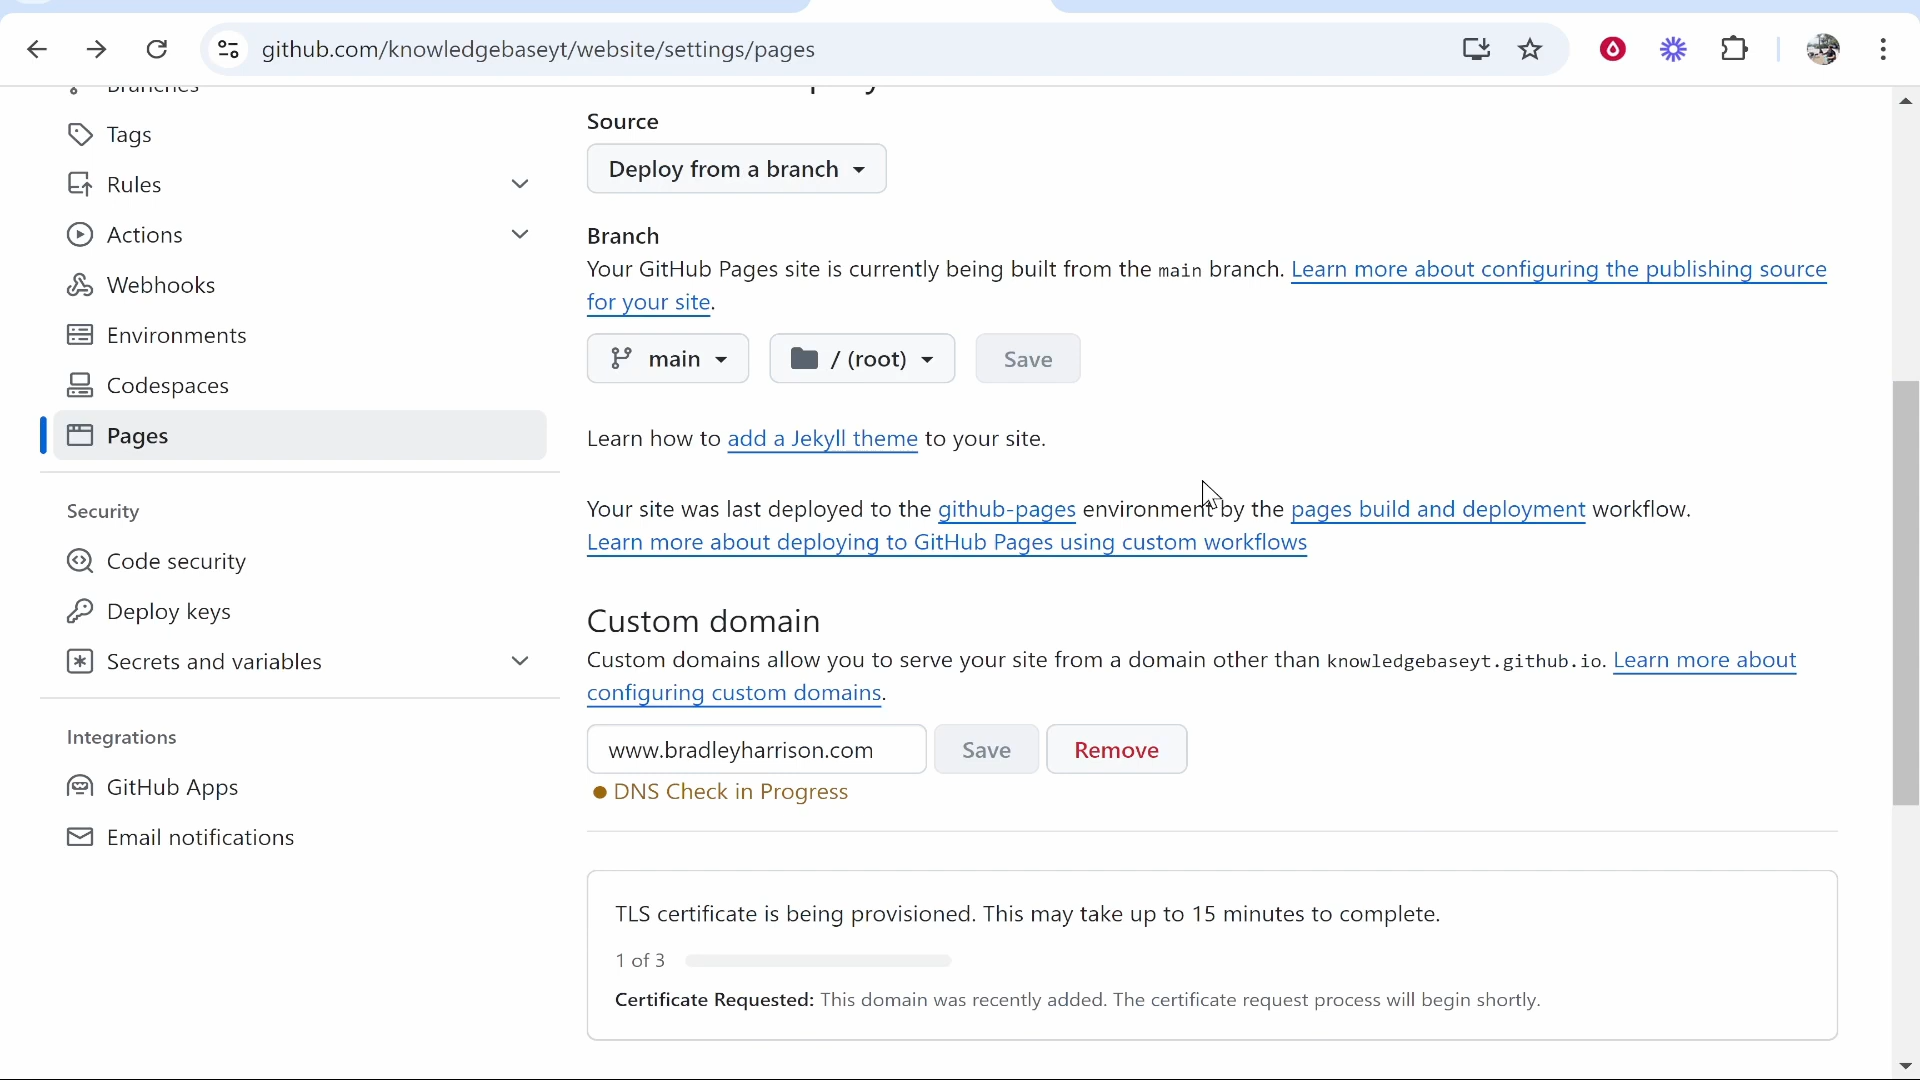 github.com/knowledgebaseyt/website/settings/pages
Branches
Tags
Rules
Actions
Webhooks
Environments
Codespaces
Pages
Security
Code security
Deploy keys
Secrets and variables
Integrations
GitHub Apps
Email notifications
Source
Deploy from a branch
Branch
Your GitHub Pages site is currently being built from the main branch. Learn more about configuring the publishing source
for your site.
main
/ (root)
Save
Learn how to add a Jekyll theme to your site.
Your site was last deployed to the github-pages environment by the pages build and deployment workflow.
Learn more about deploying to GitHub Pages using custom workflows
Custom domain
Custom domains allow you to serve your site from a domain other than knowledgebaseyt.github.io. Learn more about
configuring custom domains.
www.bradleyharrison.com
Save
Remove
DNS Check in Progress
TLS certificate is being provisioned. This may take up to 15 minutes to complete.
1 of 3
Certificate Requested: This domain was recently added. The certificate request process will begin shortly.